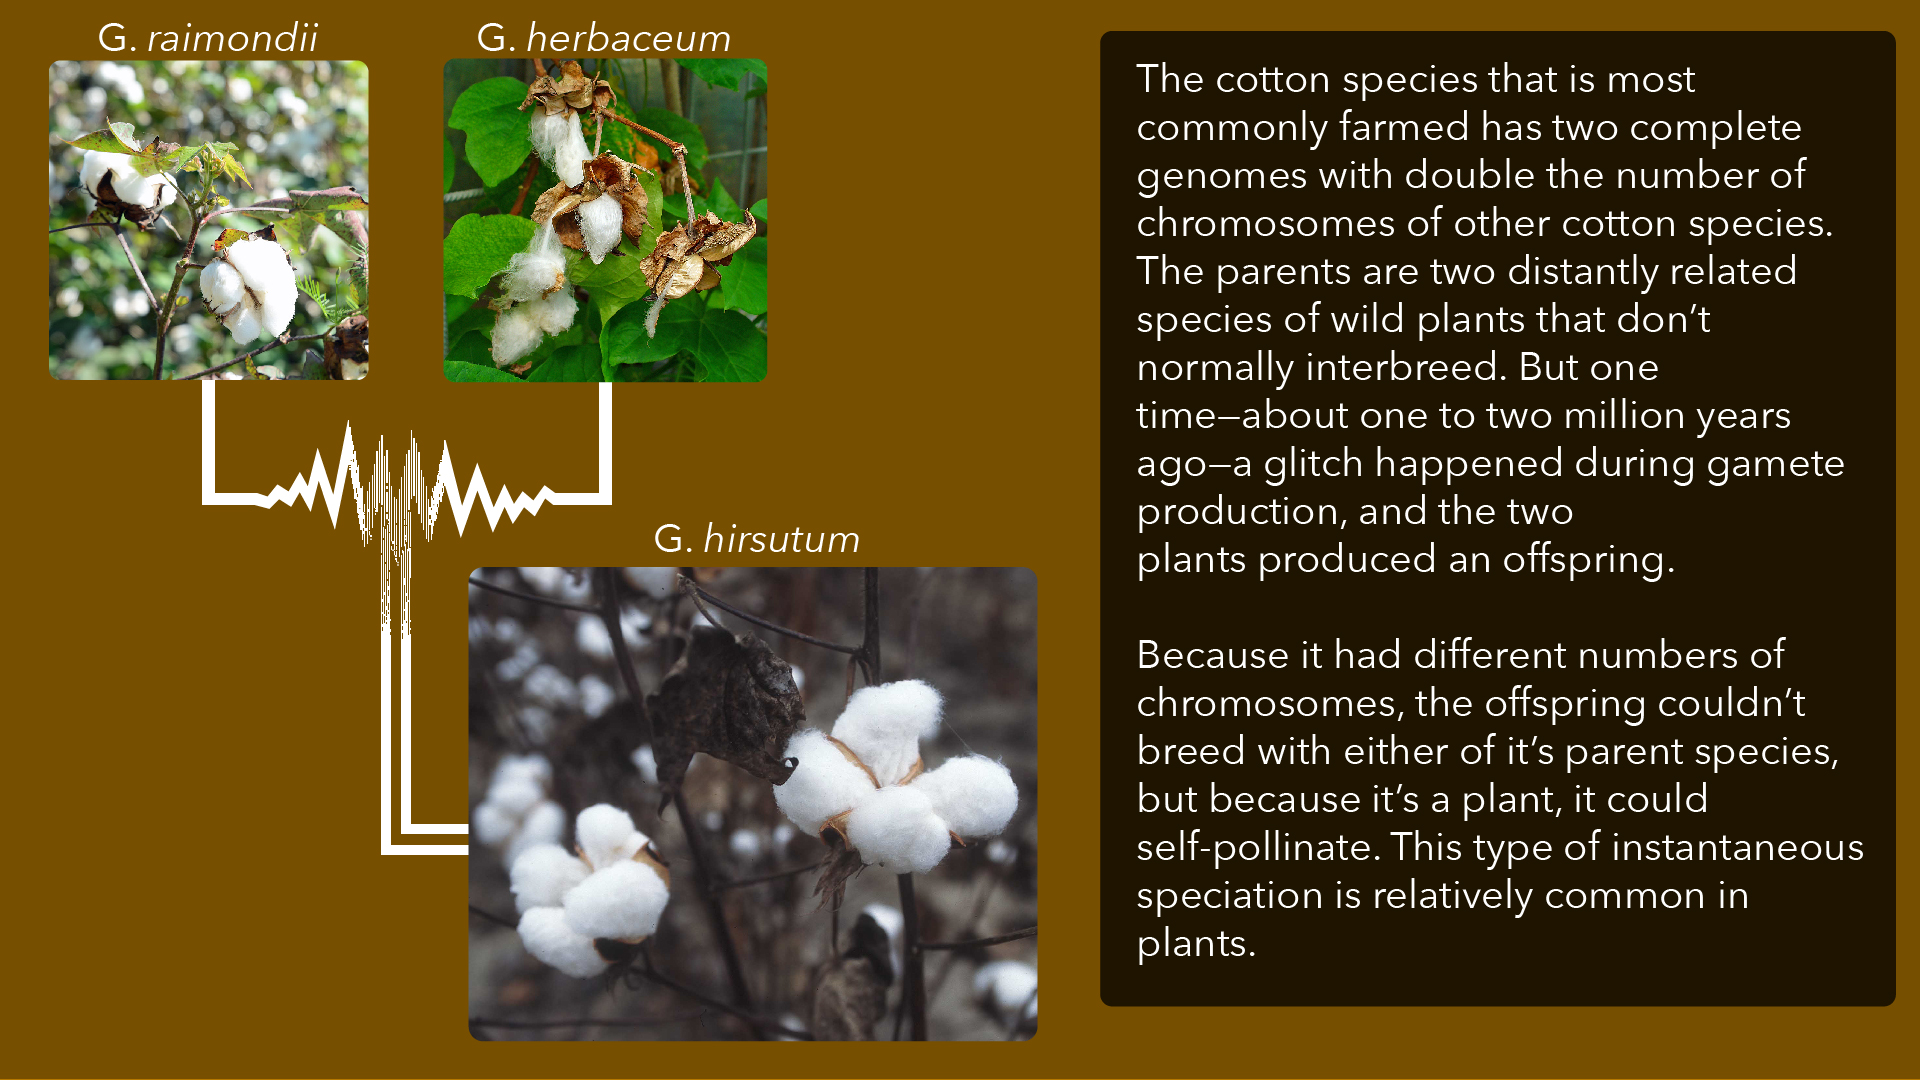 G. raimondii
G. herbaceum
G. hirsutum
The cotton species that is most
commonly farmed has two complete
genomes with double the number of
chromosomes of other cotton species.
The parents are two distantly related
species of wild plants that don’t
normally interbreed. But one
time—about one to two million years
ago—a glitch happened during gamete
production, and the two
plants produced an offspring.
Because it had different numbers of
chromosomes, the offspring couldn’t
breed with either of it’s parent species,
but because it’s a plant, it could
self-pollinate. This type of instantaneous
speciation is relatively common in
plants.